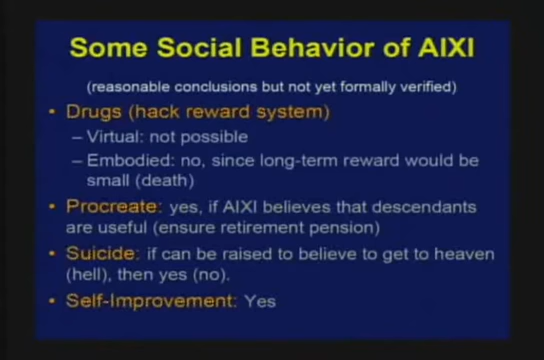 Some Social Behavior of AIXI
(reasonable conclusions but not yet formally verified)
• Drugs (hack reward system)
– Virtual: not possible
– Embodied: no, since long-term reward would be
small (death)
• Procreate: yes, if AIXI believes that descendants
are useful (ensure retirement pension)
• Suicide: if can be raised to believe to get to heaven
(hell), then yes (no).
• Self-Improvement: Yes